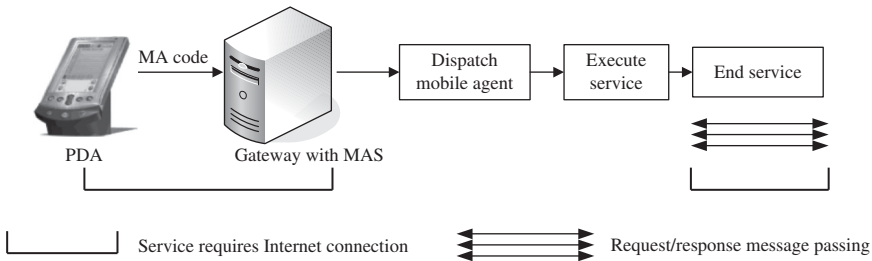 MA code
Dispatch
mobile agent
Execute
service
End service
PDA
Gateway with MAS
Service requires Internet connection
Request/response message passing